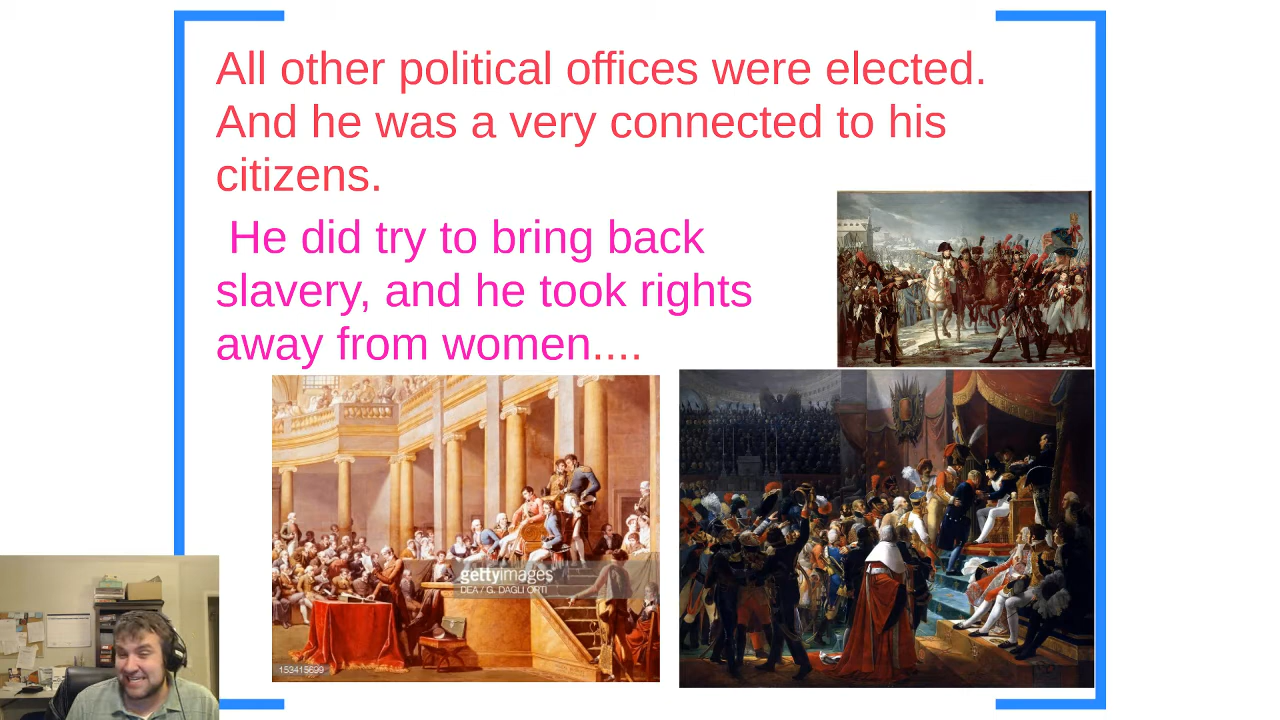 All other political offices were elected.
And he was a very connected to his
citizens.
He did try to bring back
slavery, and he took rights
away from women....
gettyimages
DEA / G. DAGLI ORTI
153415699